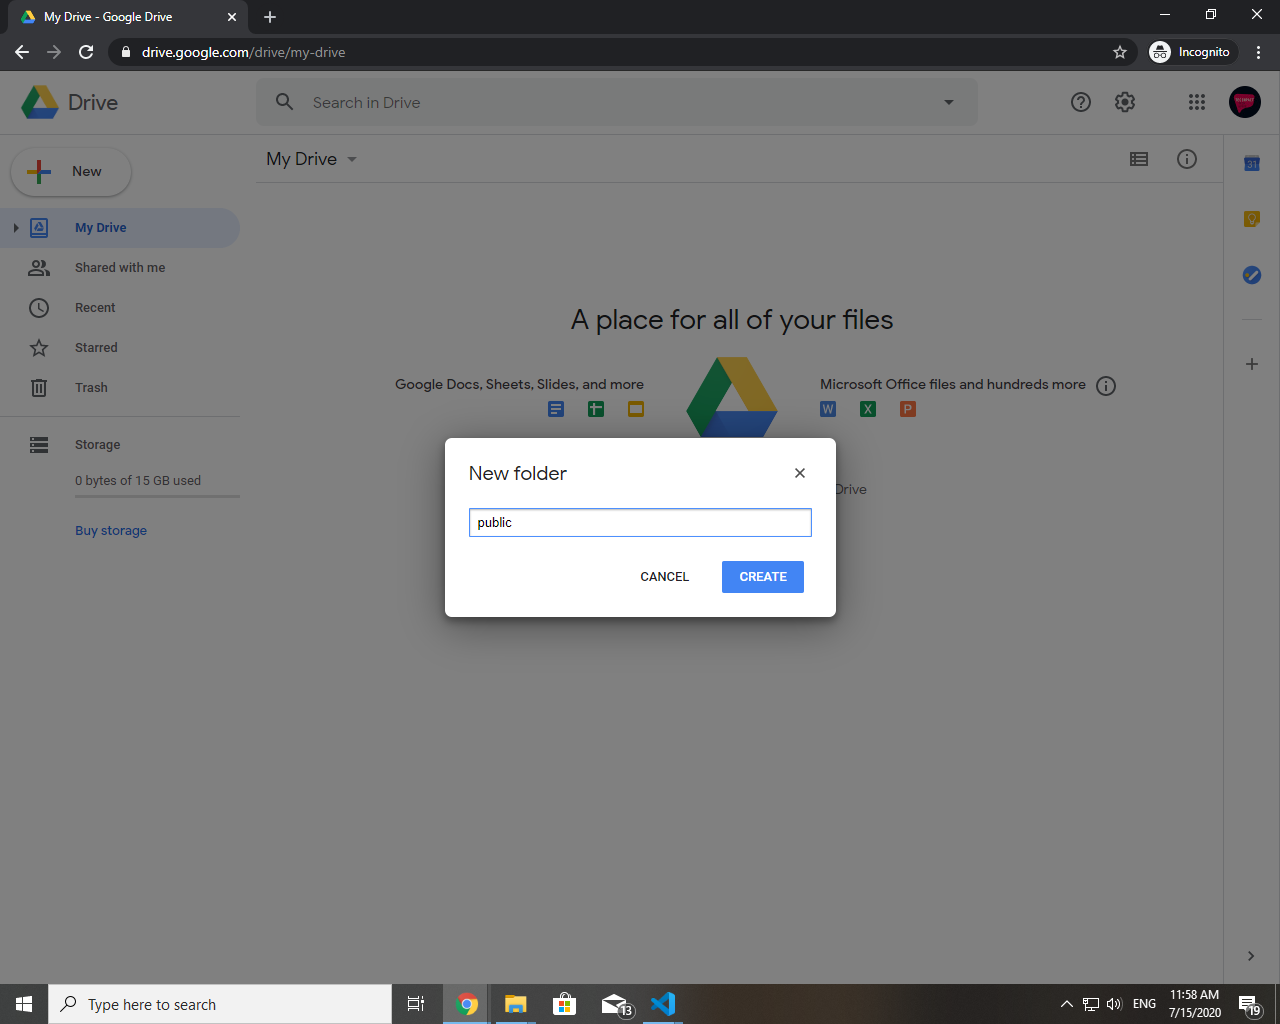 My Drive - Google Drive
drive.google.com/drive/my-drive
Incognito
Drive
Search in Drive
New
My Drive
31
My Drive
Shared with me
Recent
Starred
Trash
Storage
0 bytes of 15 GB used
Buy storage
A place for all of your files
Google Docs, Sheets, Slides, and more
Microsoft Office files and hundreds more
W X P
Drive
New folder
public
CANCEL
CREATE
Type here to search
13
ENG
11:58 AM
7/15/2020
19